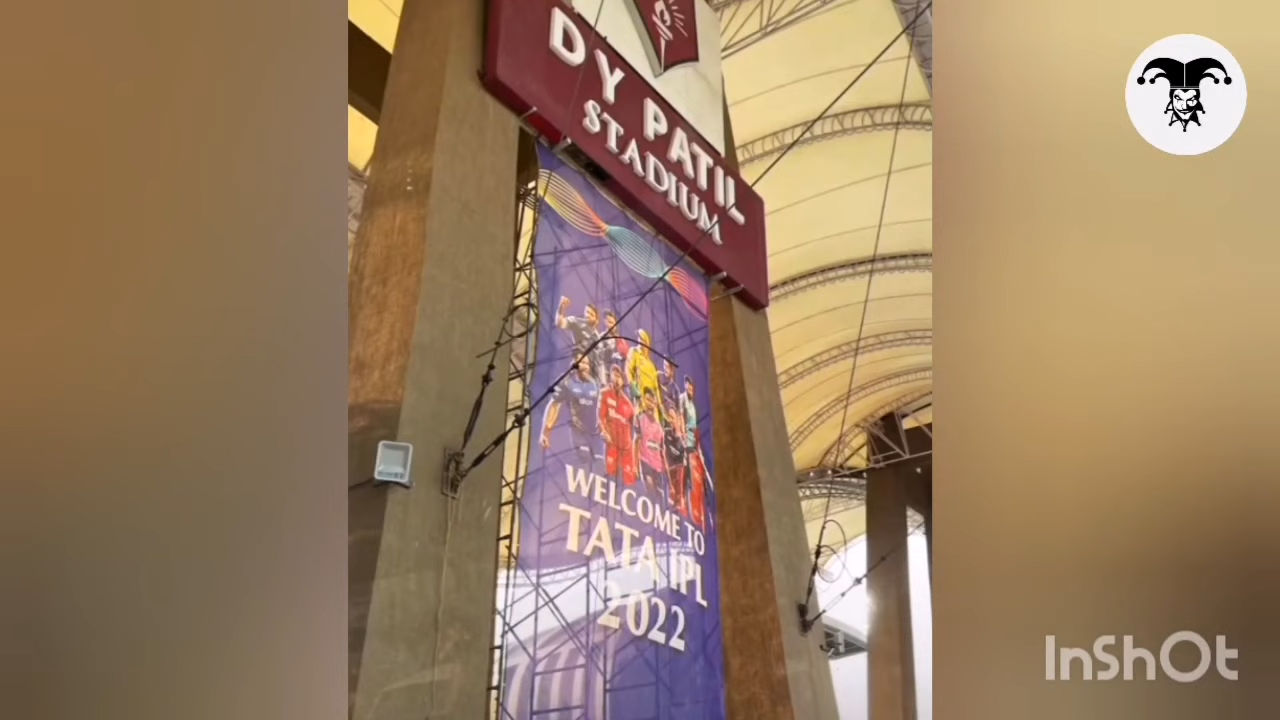 DY PATIL
STADIUM
WELCOME TO
TATA IPL
2022
InShOt